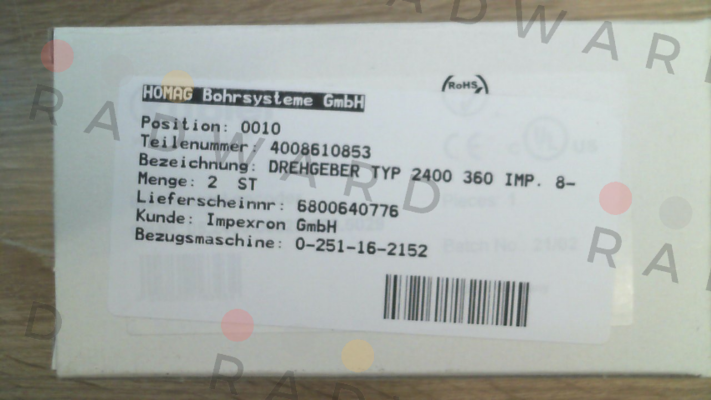 RADWARD
HOMAG Bohrsysteme GmbH
RoHS
Position: 0010
Teilenummer: 4008610853
Bezeichnung: DREHGEBER TYP 2400 360 IMP. 8-
Menge: 2 ST
Lieferscheinnr: 6800640776
Kunde: Impexron GmbH
Bezugsmaschine: 0-251-16-2152